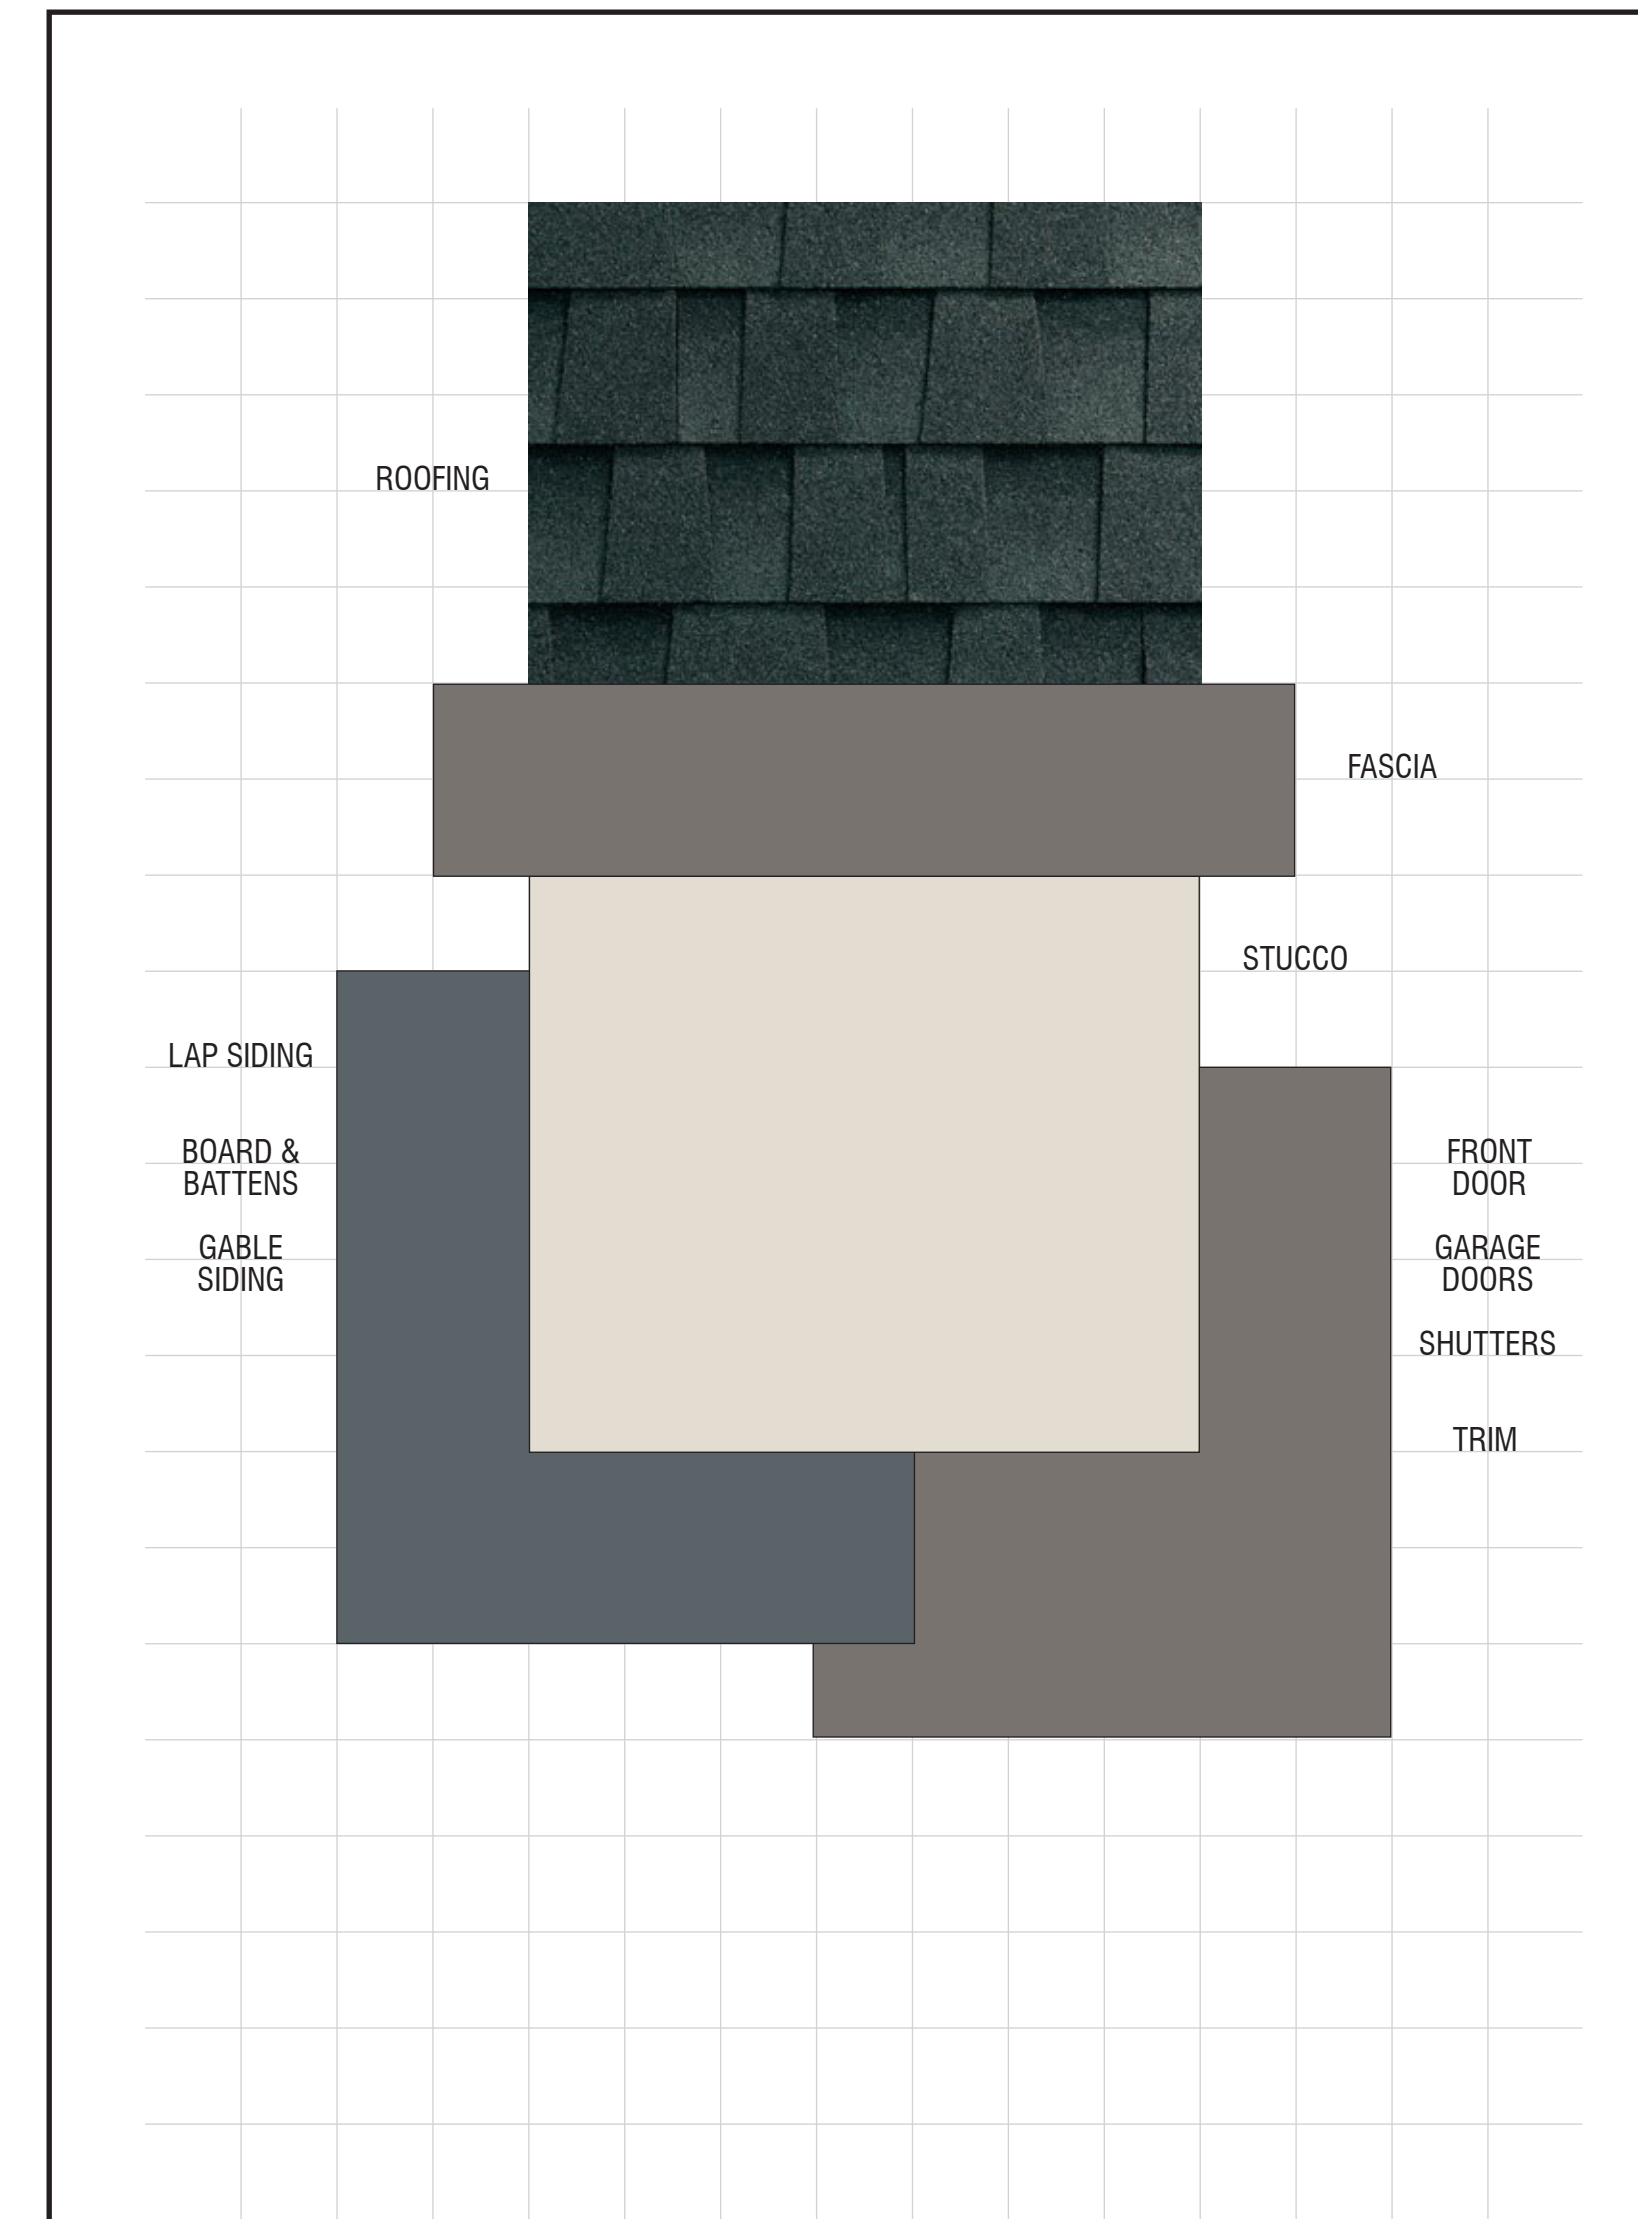 ROOFING
FASCIA
STUCCO
LAP SIDING
BOARD &
BATTENS
GABLE
SIDING
FRONT
DOOR
GARAGE
DOORS
SHUTTERS
TRIM